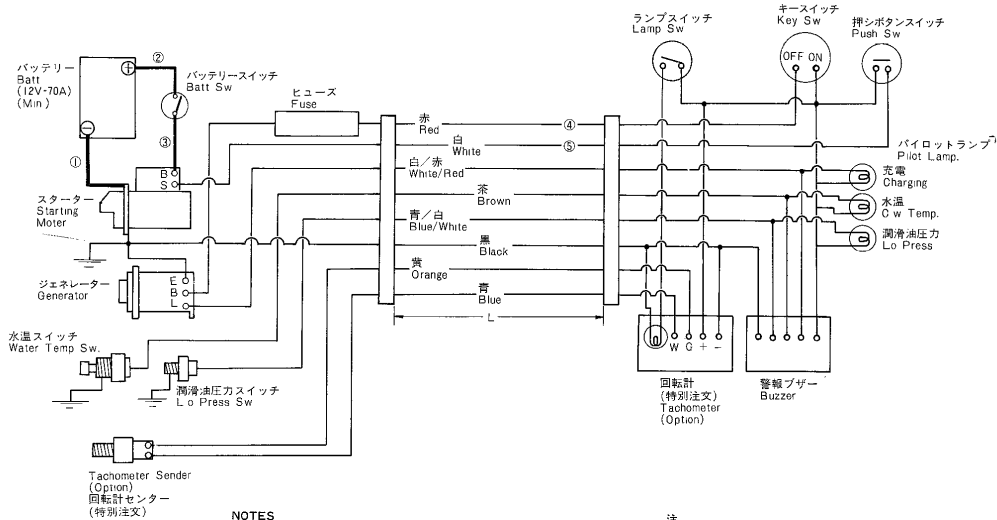 ランプスイッチ
Lamp Sw
キースイッチ
Key Sw
押シボタンスイッチ
Push Sw
OFF ON
バッテリー
Batt
(12V-70A)
(Min)
+
−
②
バッテリースイッチ
Batt Sw
③
①
B
S
ヒューズ
Fuse
赤
Red
④
白
White
⑤
白/赤
White/Red
茶
Brown
青/白
Blue/White
黒
Black
黄
Orange
青
Blue
L
パイロットランプ
Pilot Lamp.
充電
Charging
水温
C w Temp.
潤滑油圧力
Lo Press
スターター
Starting
Moter
ジェネレーター
Generator
E
B
L
水温スイッチ
Water Temp Sw.
潤滑油圧力スイッチ
Lo Press Sw
W G + −
回転計
(特別注文)
Tachometer
(Option)
警報ブザー
Buzzer
Tachometer Sender
(Option)
回転計センター
(特別注文)
NOTES
注